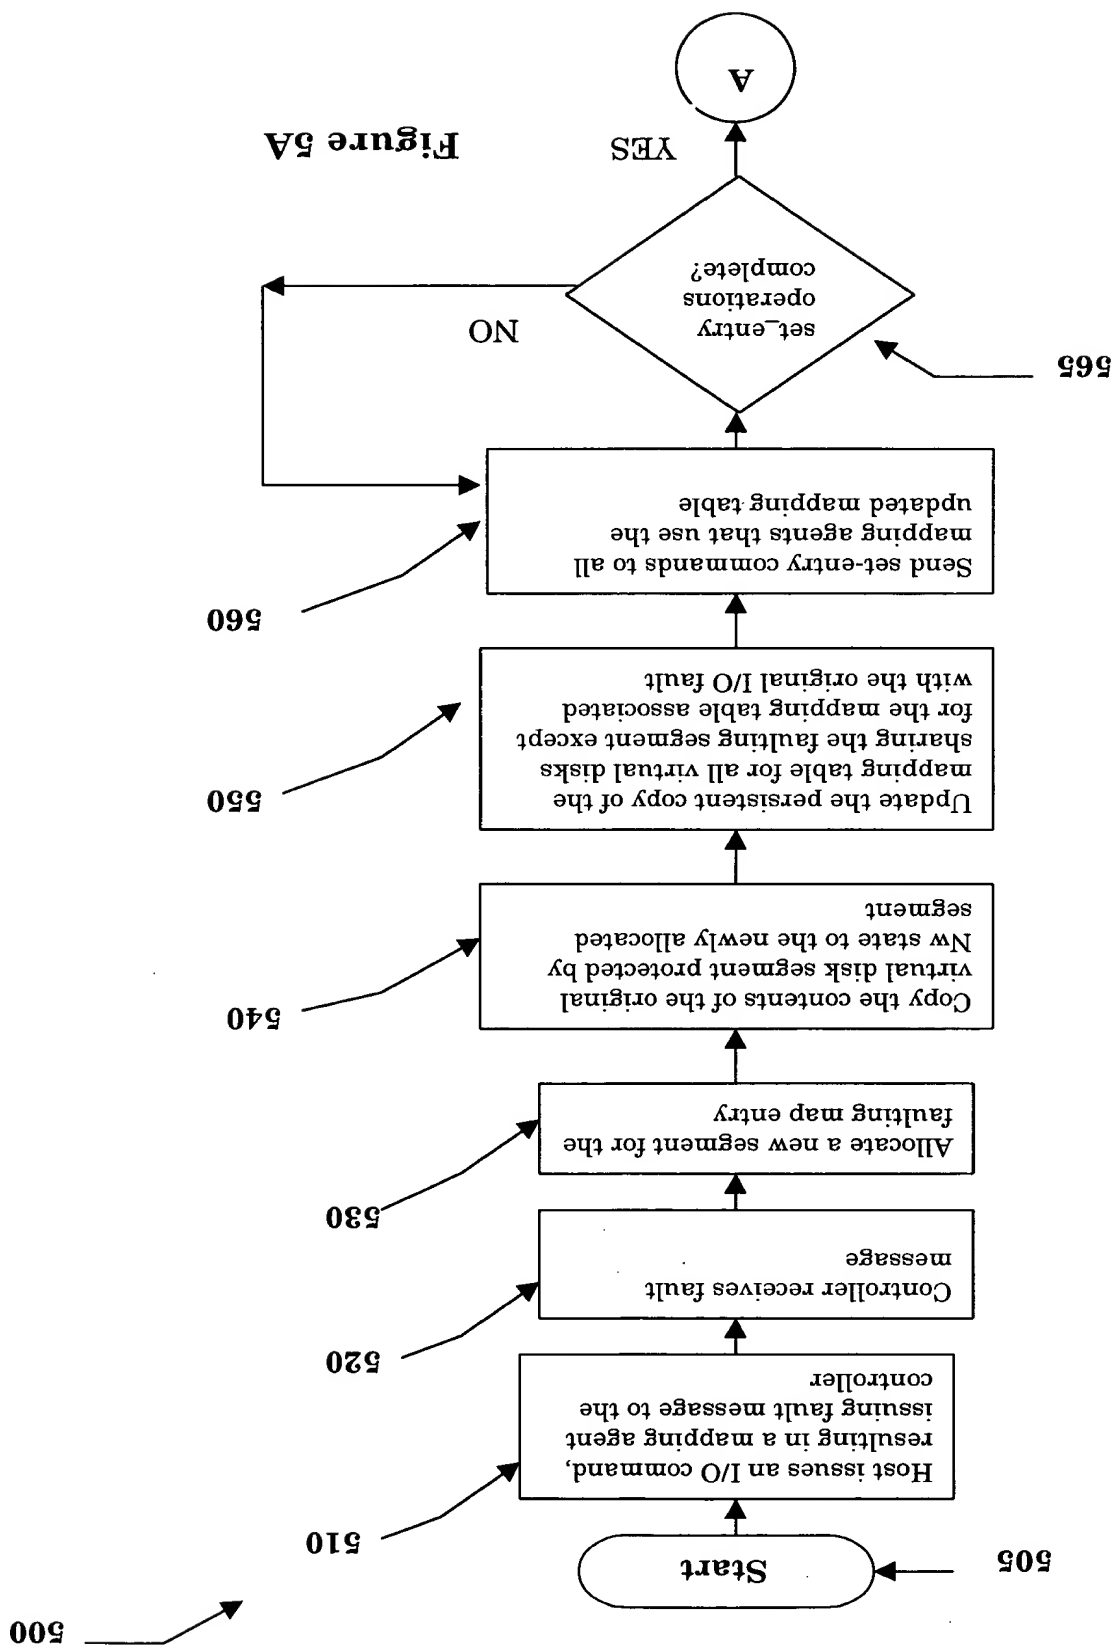 500
505
Start
510
Host issues an I/O command,
resulting in a mapping agent
issuing fault message to the
controller
520
Controller receives fault
message
530
Allocate a new segment for the
faulting map entry
540
Copy the contents of the original
virtual disk segment protected by
Nw state to the newly allocated
segment
550
Update the persistent copy of the
mapping table for all virtual disks
sharing the faulting segment except
for the mapping table associated
with the original I/O fault
560
Send set-entry commands to all
mapping agents that use the
updated mapping table
565
set_entry
operations
complete?
NO
YES
A
Figure 5A